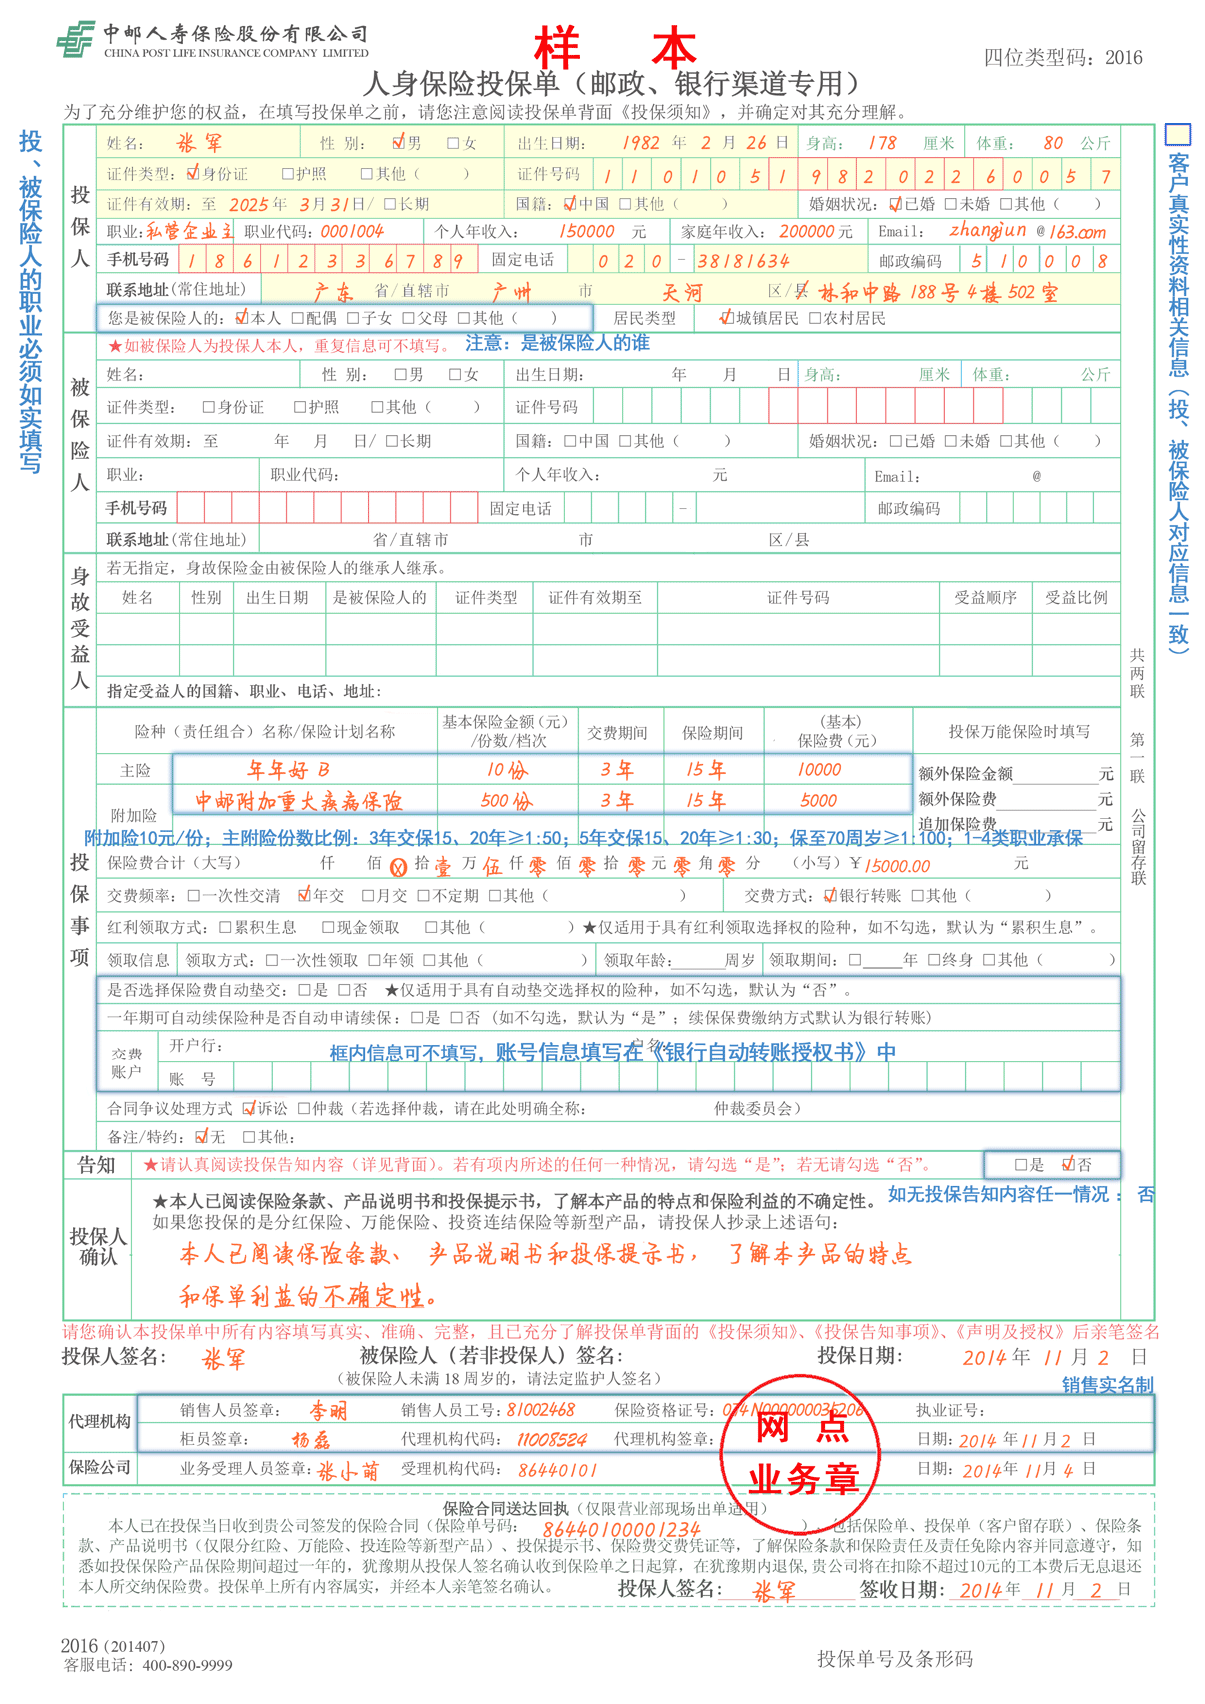 中邮人寿保险股份有限公司
CHINA POST LIFE INSURANCE COMPANY LIMITED
样 本
四位类型码：2016
人身保险投保单（邮政、银行渠道专用）
为了充分维护您的权益，在填写投保单之前，请您注意阅读投保单背面《投保须知》，并确定对其充分理解。
投、被保险人的职业必须如实填写
客户真实性资料相关信息（投、被保险人对应信息一致）
投保人
姓名： 张军 性 别： ☑男 □女 出生日期： 1982 年 2 月 26 日 身高： 178 厘米 体重： 80 公斤
证件类型：☑身份证 □护照 □其他（ ） 证件号码 1 1 0 1 0 5 1 9 8 2 0 2 2 6 0 0 5 7
证件有效期：至 2025年 3月31日/ □长期 国籍：☑中国 □其他（ ） 婚姻状况：☑已婚 □未婚 □其他（ ）
职业：私营企业主 职业代码：0001004 个人年收入： 150000 元 家庭年收入：200000元 Email： zhangjun @163.com
手机号码 1 8 6 1 2 3 3 6 7 8 9 固定电话 0 2 0 - 38181634 邮政编码 5 1 0 0 0 8
联系地址(常住地址) 广东 省/直辖市 广州 市 天河 区/县 林和中路188号4楼502室
您是被保险人的：☑本人 □配偶 □子女 □父母 □其他（ ） 居民类型 ☑城镇居民 □农村居民
被保险人
★如被保险人为投保人本人，重复信息可不填写。 注意：是被保险人的谁
姓名： 性 别： □男 □女 出生日期： 年 月 日 身高： 厘米 体重： 公斤
证件类型： □身份证 □护照 □其他（ ） 证件号码
证件有效期：至 年 月 日/ □长期 国籍：□中国 □其他（ ） 婚姻状况：□已婚 □未婚 □其他（ ）
职业： 职业代码： 个人年收入： 元 Email： @
手机号码 固定电话 - 邮政编码
联系地址(常住地址) 省/直辖市 市 区/县
身故受益人
若无指定，身故保险金由被保险人的继承人继承。
姓名 性别 出生日期 是被保险人的 证件类型 证件有效期至 证件号码 受益顺序 受益比例
指定受益人的国籍、职业、电话、地址：
共两联 第一联 公司留存联
投保事项
险种（责任组合）名称/保险计划名称 基本保险金额(元)/份数/档次 交费期间 保险期间 （基本）保险费(元) 投保万能保险时填写
主险 年年好B 10份 3年 15年 10000 额外保险金额 元
附加险 中邮附加重大疾病保险 500份 3年 15年 5000 额外保险费 元
追加保险费 元
附加险10元/份；主附险份数比例：3年交保15、20年≥1:50；5年交保15、20年≥1:30；保至70周岁≥1:100；1-4类职业承保
保险费合计（大写） 仟 佰 ⓧ 拾 壹 万 伍 仟 零 佰 零 拾 零 元 零 角 零 分 （小写）￥15000.00 元
交费频率：□一次性交清 ☑年交 □月交 □不定期 □其他（ ） 交费方式：☑银行转账 □其他（ ）
红利领取方式：□累积生息 □现金领取 □其他（ ）★仅适用于具有红利领取选择权的险种，如不勾选，默认为“累积生息”。
领取信息 领取方式：□一次性领取 □年领 □其他（ ） 领取年龄： 周岁 领取期间：□ 年 □终身 □其他（ ）
是否选择保险费自动垫交：□是 □否 ★仅适用于具有自动垫交选择权的险种，如不勾选，默认为“否”。
一年期可自动续保险种是否自动申请续保：□是 □否（如不勾选，默认为“是”；续保保费缴纳方式默认为银行转账）
交费账户 开户行： 户名
框内信息可不填写，账号信息填写在《银行自动转账授权书》中
账 号
合同争议处理方式 ☑诉讼 □仲裁（若选择仲裁，请在此处明确全称： 仲裁委员会）
备注/特约：☑无 □其他：
告知 ★请认真阅读投保告知内容（详见背面）。若有项内所述的任何一种情况，请勾选“是”；若无请勾选“否”。 □是 ☑否
如无投保告知内容任一情况 ：否
投保人确认
★本人已阅读保险条款、产品说明书和投保提示书，了解本产品的特点和保险利益的不确定性。
如果您投保的是分红保险、万能保险、投资连结保险等新型产品，请投保人抄录上述语句：
本人已阅读保险条款、产品说明书和投保提示书，了解本产品的特点
和保单利益的不确定性。
请您确认本投保单中所有内容填写真实、准确、完整，且已充分了解投保单背面的《投保须知》、《投保告知事项》、《声明及授权》后亲笔签名
投保人签名： 张军 被保险人（若非投保人）签名： 投保日期： 2014 年 11 月 2 日
（被保险人未满 18 周岁的，请法定监护人签名）
销售实名制
代理机构
销售人员签章： 李明 销售人员工号：81002468 保险资格证号：074N000000035206 执业证号：
柜员签章： 杨磊 代理机构代码： 11008524 代理机构签章： 日期：2014 年11月2 日
保险公司 业务受理人员签章：张小萌 受理机构代码： 86440101 日期：2014年 11月 4 日
网 点
业务章
保险合同送达回执（仅限营业部现场出单适用）
本人已在投保当日收到贵公司签发的保险合同（保险单号码： 86440100001234 ），包括保险单、投保单（客户留存联）、保险条
款、产品说明书（仅限分红险、万能险、投连险等新型产品）、投保提示书、保险费交费凭证等，了解保险条款和保险责任及责任免除内容并同意遵守，知
悉如投保保险产品保险期间超过一年的，犹豫期从投保人签名确认收到保险单之日起算，在犹豫期内退保,贵公司将在扣除不超过10元的工本费后无息退还
本人所交纳保险费。投保单上所有内容属实，并经本人亲笔签名确认。 投保人签名： 张军 签收日期： 2014年 11 月 2 日
2016 (201407)
客服电话：400-890-9999
投保单号及条形码